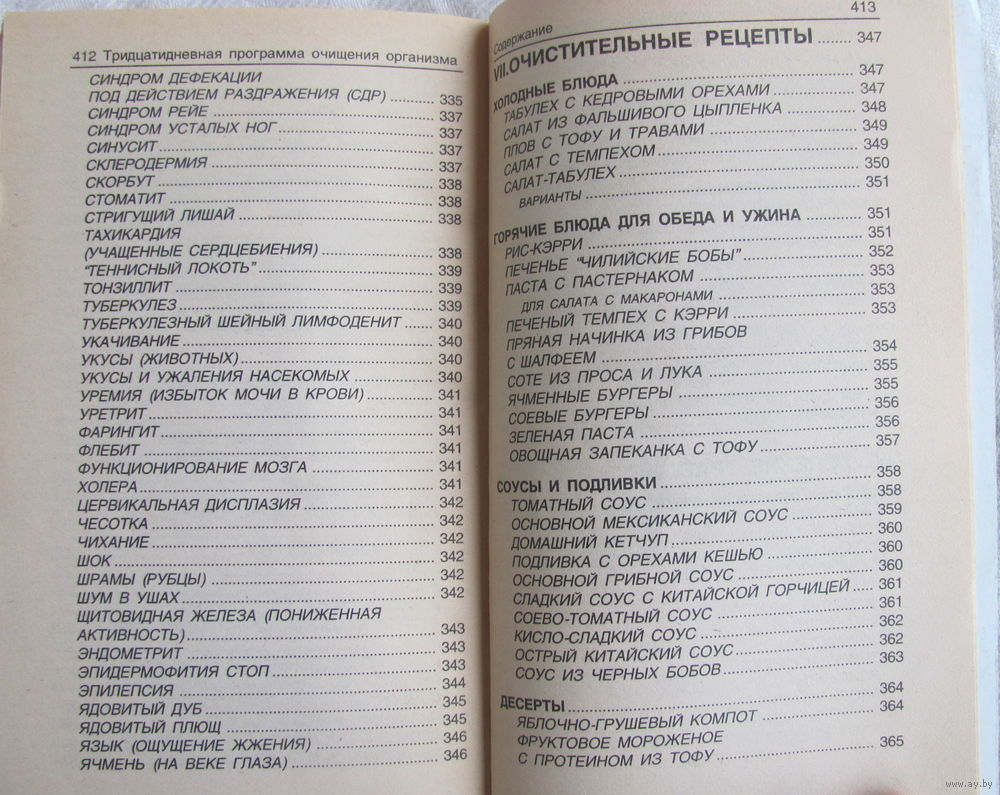 412 Тридцатидневная программа очищения организма
СИНДРОМ ДЕФЕКАЦИИ
ПОД ДЕЙСТВИЕМ РАЗДРАЖЕНИЯ (СДР) .......... 335
СИНДРОМ РЕЙЕ .......... 337
СИНДРОМ УСТАЛЫХ НОГ .......... 337
СИНУСИТ .......... 337
СКЛЕРОДЕРМИЯ .......... 337
СКОРБУТ .......... 338
СТОМАТИТ .......... 338
СТРИГУЩИЙ ЛИШАЙ .......... 338
ТАХИКАРДИЯ
(УЧАЩЕННЫЕ СЕРДЦЕБИЕНИЯ) .......... 338
"ТЕННИСНЫЙ ЛОКОТЬ" .......... 339
ТОНЗИЛЛИТ .......... 339
ТУБЕРКУЛЕЗ .......... 339
ТУБЕРКУЛЕЗНЫЙ ШЕЙНЫЙ ЛИМФОДЕНИТ .......... 340
УКАЧИВАНИЕ .......... 340
УКУСЫ (ЖИВОТНЫХ) .......... 340
УКУСЫ И УЖАЛЕНИЯ НАСЕКОМЫХ .......... 340
УРЕМИЯ (ИЗБЫТОК МОЧИ В КРОВИ) .......... 341
УРЕТРИТ .......... 341
ФАРИНГИТ .......... 341
ФЛЕБИТ .......... 341
ФУНКЦИОНИРОВАНИЕ МОЗГА .......... 341
ХОЛЕРА .......... 341
ЦЕРВИКАЛЬНАЯ ДИСПЛАЗИЯ .......... 342
ЧЕСОТКА .......... 342
ЧИХАНИЕ .......... 342
ШОК .......... 342
ШРАМЫ (РУБЦЫ) .......... 342
ШУМ В УШАХ .......... 342
ЩИТОВИДНАЯ ЖЕЛЕЗА (ПОНИЖЕННАЯ
АКТИВНОСТЬ) .......... 343
ЭНДОМЕТРИТ .......... 343
ЭПИДЕРМОФИТИЯ СТОП .......... 343
ЭПИЛЕПСИЯ .......... 344
ЯДОВИТЫЙ ДУБ .......... 345
ЯДОВИТЫЙ ПЛЮЩ .......... 345
ЯЗЫК (ОЩУЩЕНИЕ ЖЖЕНИЯ) .......... 346
ЯЧМЕНЬ (НА ВЕКЕ ГЛАЗА) .......... 346
Содержание 413
VII.ОЧИСТИТЕЛЬНЫЕ РЕЦЕПТЫ ........ 347
ХОЛОДНЫЕ БЛЮДА .......... 347
ТАБУЛЕХ С КЕДРОВЫМИ ОРЕХАМИ .......... 347
САЛАТ ИЗ ФАЛЬШИВОГО ЦЫПЛЕНКА .......... 348
ПЛОВ С ТОФУ И ТРАВАМИ .......... 349
САЛАТ С ТЕМПЕХОМ .......... 349
САЛАТ-ТАБУЛЕХ .......... 350
ВАРИАНТЫ .......... 351
ГОРЯЧИЕ БЛЮДА ДЛЯ ОБЕДА И УЖИНА .......... 351
РИС-КЭРРИ .......... 351
ПЕЧЕНЬЕ "ЧИЛИЙСКИЕ БОБЫ" .......... 352
ПАСТА С ПАСТЕРНАКОМ .......... 353
ДЛЯ САЛАТА С МАКАРОНАМИ .......... 353
ПЕЧЕНЫЙ ТЕМПЕХ С КЭРРИ .......... 353
ПРЯНАЯ НАЧИНКА ИЗ ГРИБОВ
С ШАЛФЕЕМ .......... 354
СОТЕ ИЗ ПРОСА И ЛУКА .......... 355
ЯЧМЕННЫЕ БУРГЕРЫ .......... 355
СОЕВЫЕ БУРГЕРЫ .......... 356
ЗЕЛЕНАЯ ПАСТА .......... 356
ОВОЩНАЯ ЗАПЕКАНКА С ТОФУ .......... 357
СОУСЫ И ПОДЛИВКИ .......... 358
ТОМАТНЫЙ СОУС .......... 358
ОСНОВНОЙ МЕКСИКАНСКИЙ СОУС .......... 359
ДОМАШНИЙ КЕТЧУП .......... 360
ПОДЛИВКА С ОРЕХАМИ КЕШЬЮ .......... 360
ОСНОВНОЙ ГРИБНОЙ СОУС .......... 360
СЛАДКИЙ СОУС С КИТАЙСКОЙ ГОРЧИЦЕЙ .......... 361
СОЕВО-ТОМАТНЫЙ СОУС .......... 361
КИСЛО-СЛАДКИЙ СОУС .......... 362
ОСТРЫЙ КИТАЙСКИЙ СОУС .......... 362
СОУС ИЗ ЧЕРНЫХ БОБОВ .......... 363
ДЕСЕРТЫ .......... 364
ЯБЛОЧНО-ГРУШЕВЫЙ КОМПОТ .......... 364
ФРУКТОВОЕ МОРОЖЕНОЕ
С ПРОТЕИНОМ ИЗ ТОФУ .......... 365
www.ay.by